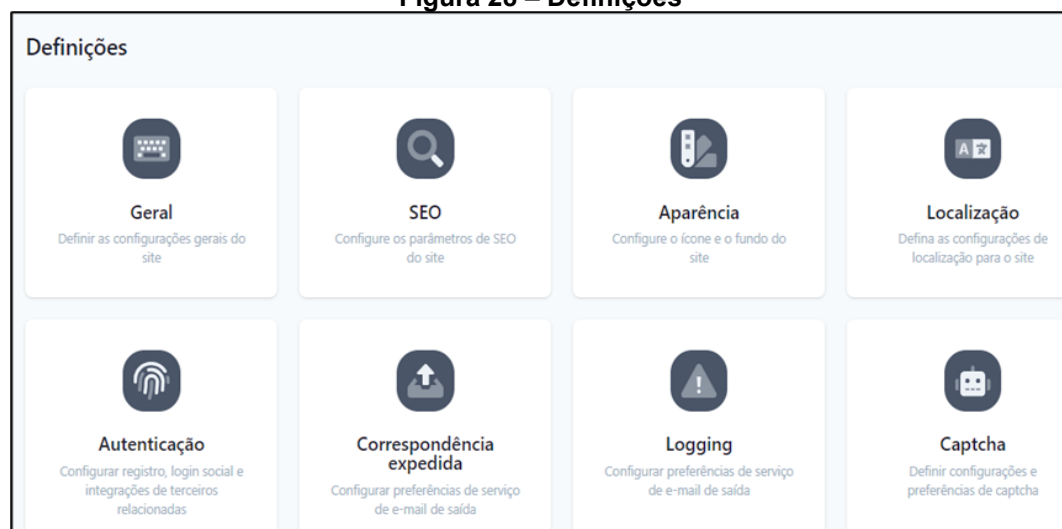 Figura 28 – Definições
Definições
Geral
Definir as configurações gerais do
site
SEO
Configure os parâmetros de SEO
do site
Aparência
Configure o ícone e o fundo do
site
Localização
Defina as configurações de
localização para o site
Autenticação
Configurar registro, login social e
integrações de terceiros
relacionadas
Correspondência
expedida
Configurar preferências de serviço
de e-mail de saída
Logging
Configurar preferências de serviço
de e-mail de saída
Captcha
Definir configurações e
preferências de captcha